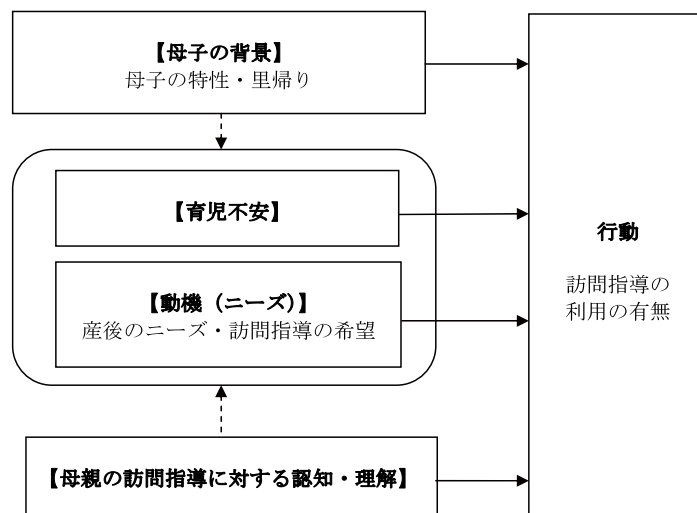 【母子の背景】
母子の特性・里帰り
【育児不安】
【動機（ニーズ）】
産後のニーズ・訪問指導の希望
【母親の訪問指導に対する認知・理解】
行動
訪問指導の
利用の有無